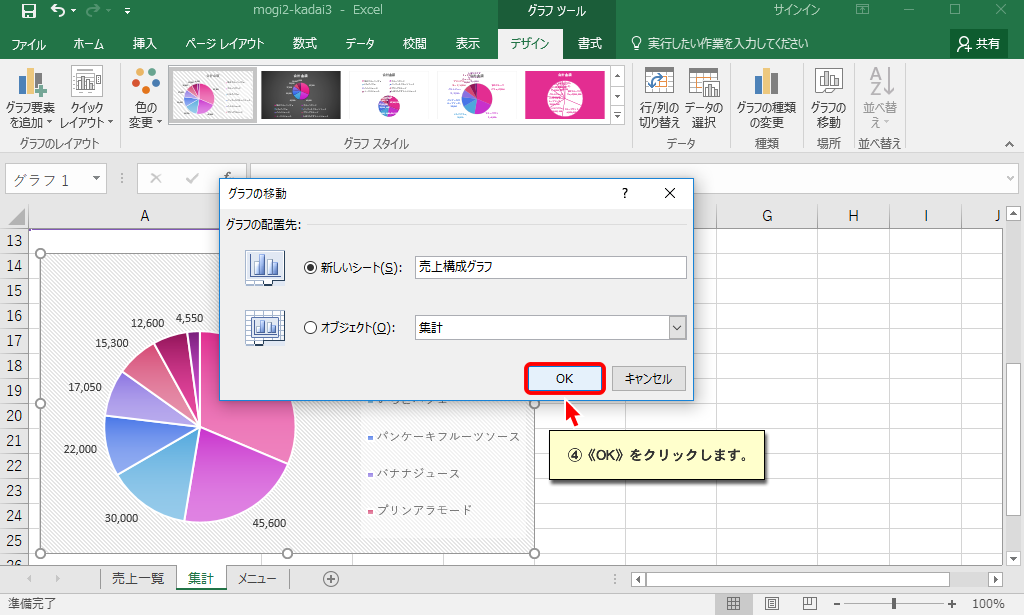 mogi2-kadai3 - Excel
グラフ ツール
サインイン
ファイル
ホーム
挿入
ページ レイアウト
数式
データ
校閲
表示
デザイン
書式
実行したい作業を入力してください
共有
グラフ要素
を追加
クイック
レイアウト
色の
変更
行/列の
切り替え
データの
選択
グラフの種類
の変更
グラフの
移動
並べ替
え
グラフのレイアウト
グラフ スタイル
データ
種類
場所
並べ替え
グラフ 1
A
G
H
I
J
グラフの移動
?
グラフの配置先:
新しいシート(S):
売上構成グラフ
オブジェクト(O):
集計
OK
キャンセル
13
14
15
16
17
18
19
20
21
22
23
24
25
26
4,550
12,600
15,300
17,050
22,000
30,000
45,600
パンケーキフルーツソース
バナナジュース
プリンアラモード
④《OK》をクリックします。
売上一覧
集計
メニュー
準備完了
100%